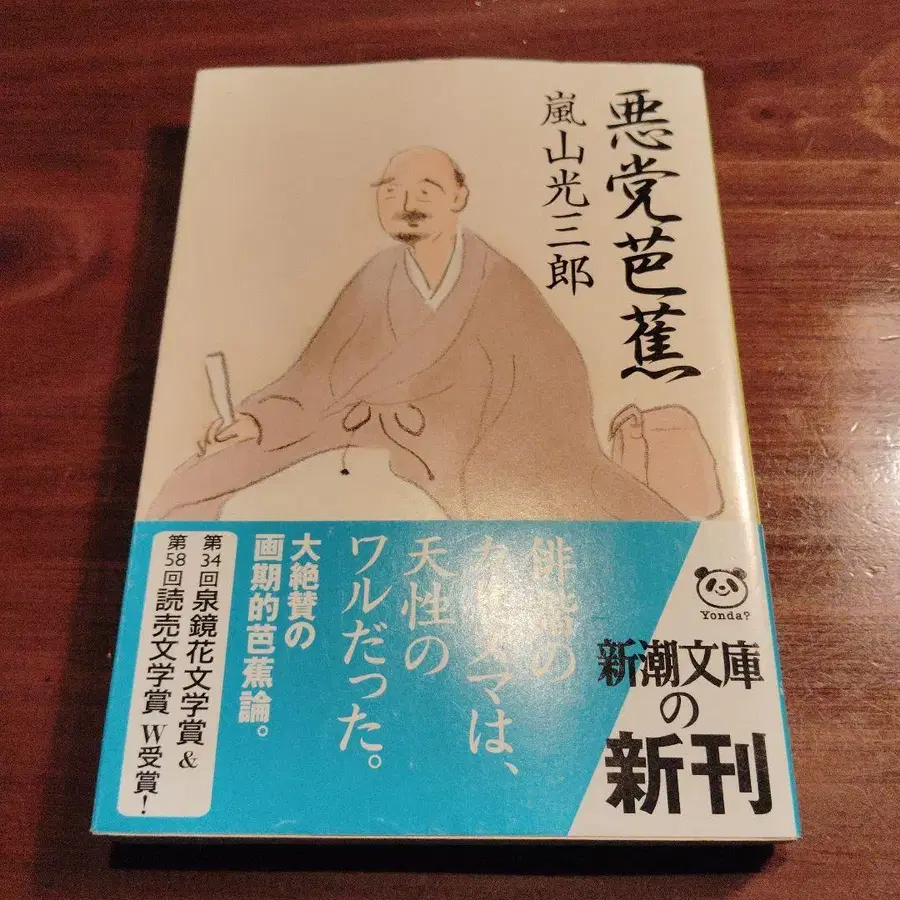 悪党芭蕉
嵐山光三郎
俳諧の
カリスマは、
天性の
ワルだった。
大絶賛の
画期的芭蕉論。
第34回泉鏡花文学賞&
第58回読売文学賞 W受賞!
Yonda?
新潮文庫
の
新刊